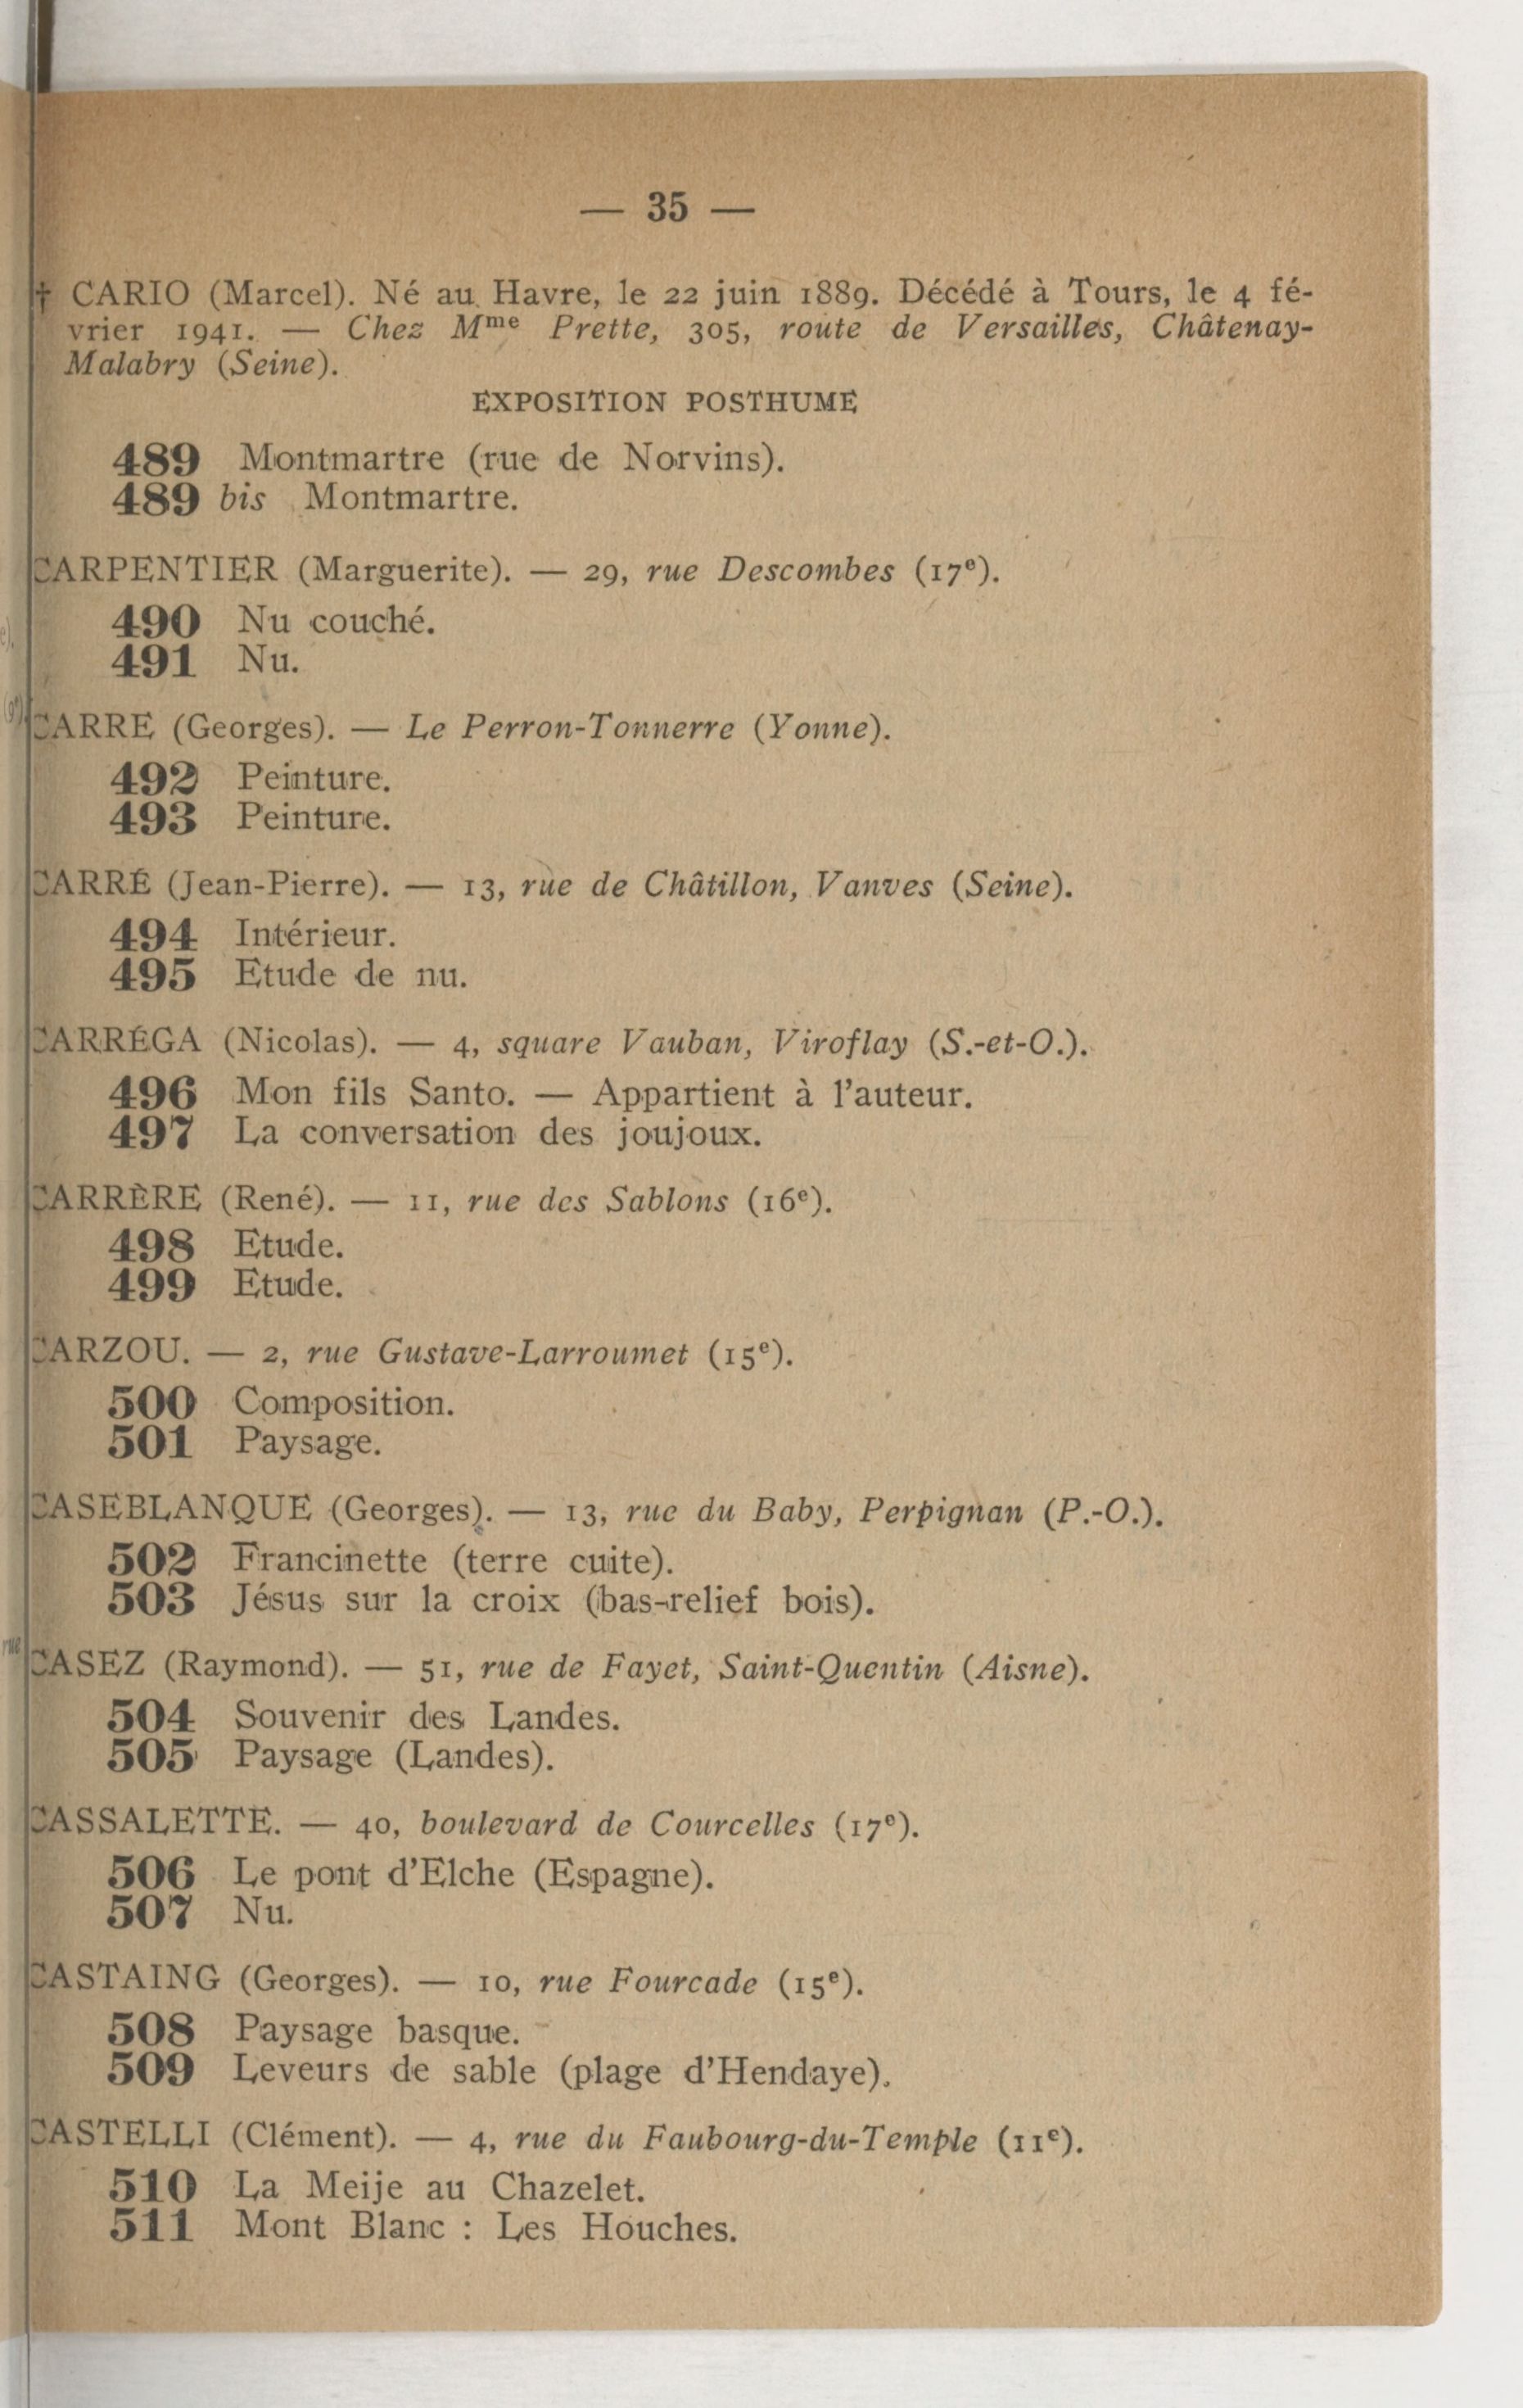 — 35 —
† CARIO (Marcel). Né au Havre, le 22 juin 1889. Décédé à Tours, le 4 fé-
vrier 1941. — Chez Mme Prette, 305, route de Versailles, Châtenay-
Malabry (Seine).
EXPOSITION POSTHUME
489 Montmartre (rue de Norvins).
489 bis Montmartre.
CARPENTIER (Marguerite). — 29, rue Descombes (17e).
490 Nu couché.
491 Nu.
CARRE (Georges). — Le Perron-Tonnerre (Yonne).
492 Peinture.
493 Peinture.
CARRÉ (Jean-Pierre). — 13, rue de Châtillon, Vanves (Seine).
494 Intérieur.
495 Etude de nu.
CARRÉGA (Nicolas). — 4, square Vauban, Viroflay (S.-et-O.).
496 Mon fils Santo. — Appartient à l'auteur.
497 La conversation des joujoux.
CARRÈRE (René). — 11, rue des Sablons (16e).
498 Etude.
499 Etude.
CARZOU. — 2, rue Gustave-Larroumet (15e).
500 Composition.
501 Paysage.
CASEBLANQUE (Georges). — 13, rue du Baby, Perpignan (P.-O.).
502 Francinette (terre cuite).
503 Jésus sur la croix (bas-relief bois).
CASEZ (Raymond). — 51, rue de Fayet, Saint-Quentin (Aisne).
504 Souvenir des Landes.
505 Paysage (Landes).
CASSALETTE. — 40, boulevard de Courcelles (17e).
506 Le pont d'Elche (Espagne).
507 Nu.
CASTAING (Georges). — 10, rue Fourcade (15e).
508 Paysage basque.
509 Leveurs de sable (plage d'Hendaye).
CASTELLI (Clément). — 4, rue du Faubourg-du-Temple (11e).
510 La Meije au Chazelet.
511 Mont Blanc : Les Houches.